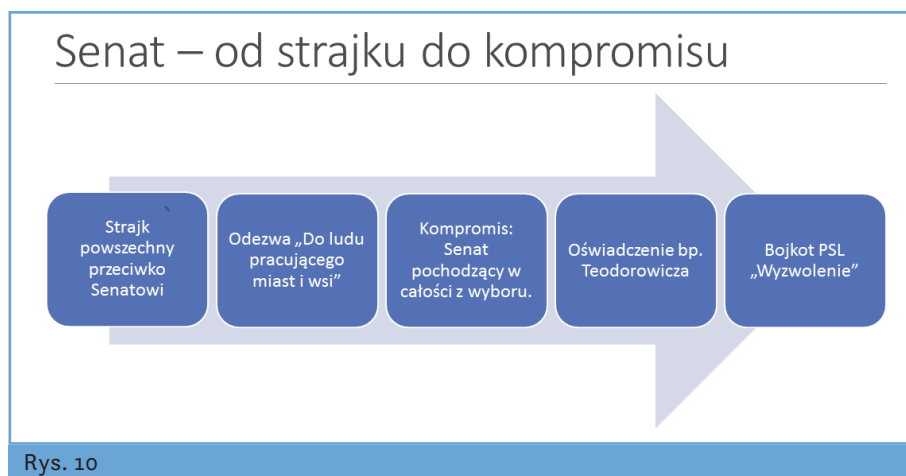 Senat – od strajku do kompromisu
Strajk
powszechny
przeciwko
Senatowi
Odezwa „Do ludu
pracującego
miast i wsi”
Kompromis:
Senat
pochodzący w
całości z wyboru.
Oświadczenie bp.
Teodorowicza
Bojkot PSL
„Wyzwolenie”
Rys. 10